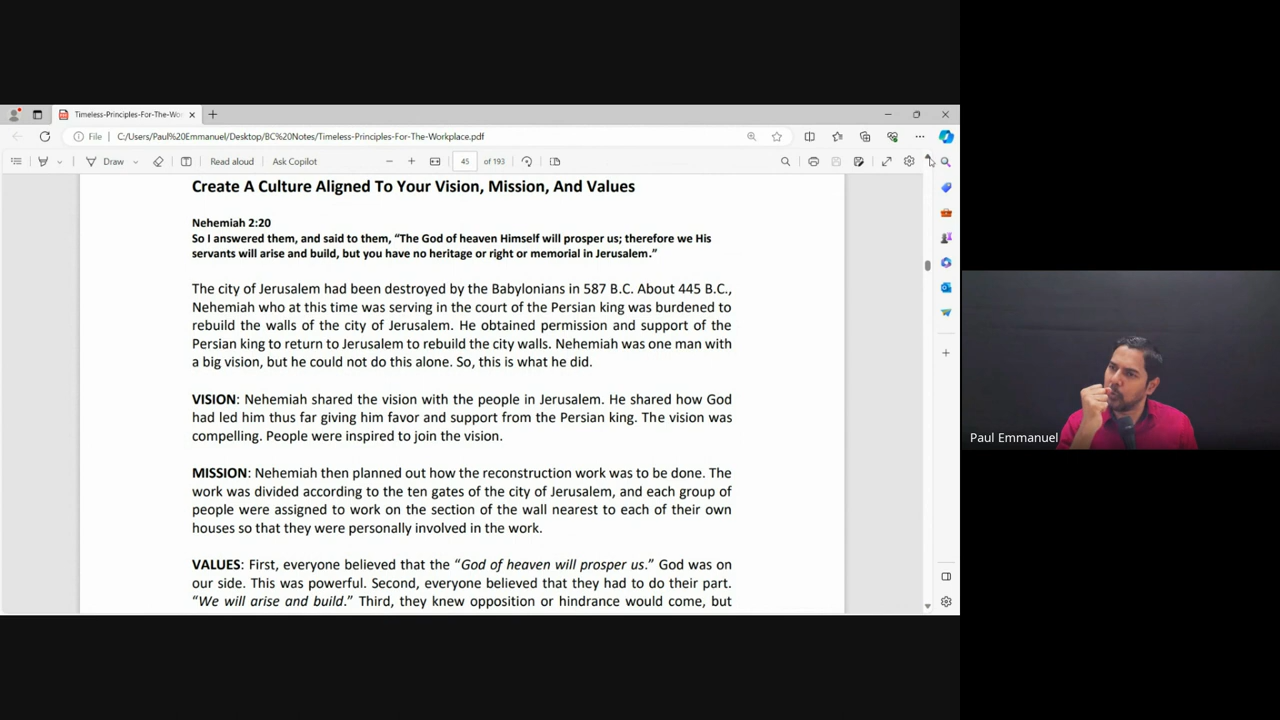 Timeless-Principles-For-The-Wo
File
C:/Users/Paul%20Emmanuel/Desktop/BC%20Notes/Timeless-Principles-For-The-Workplace.pdf
Draw
Read aloud
Ask Copilot
45 of 193
Create A Culture Aligned To Your Vision, Mission, And Values
Nehemiah 2:20
So I answered them, and said to them, “The God of heaven Himself will prosper us; therefore we His
servants will arise and build, but you have no heritage or right or memorial in Jerusalem.”
The city of Jerusalem had been destroyed by the Babylonians in 587 B.C. About 445 B.C.,
Nehemiah who at this time was serving in the court of the Persian king was burdened to
rebuild the walls of the city of Jerusalem. He obtained permission and support of the
Persian king to return to Jerusalem to rebuild the city walls. Nehemiah was one man with
a big vision, but he could not do this alone. So, this is what he did.
VISION: Nehemiah shared the vision with the people in Jerusalem. He shared how God
had led him thus far giving him favor and support from the Persian king. The vision was
compelling. People were inspired to join the vision.
MISSION: Nehemiah then planned out how the reconstruction work was to be done. The
work was divided according to the ten gates of the city of Jerusalem, and each group of
people were assigned to work on the section of the wall nearest to each of their own
houses so that they were personally involved in the work.
VALUES: First, everyone believed that the “God of heaven will prosper us.” God was on
our side. This was powerful. Second, everyone believed that they had to do their part.
“We will arise and build.” Third, they knew opposition or hindrance would come, but
Paul Emmanuel